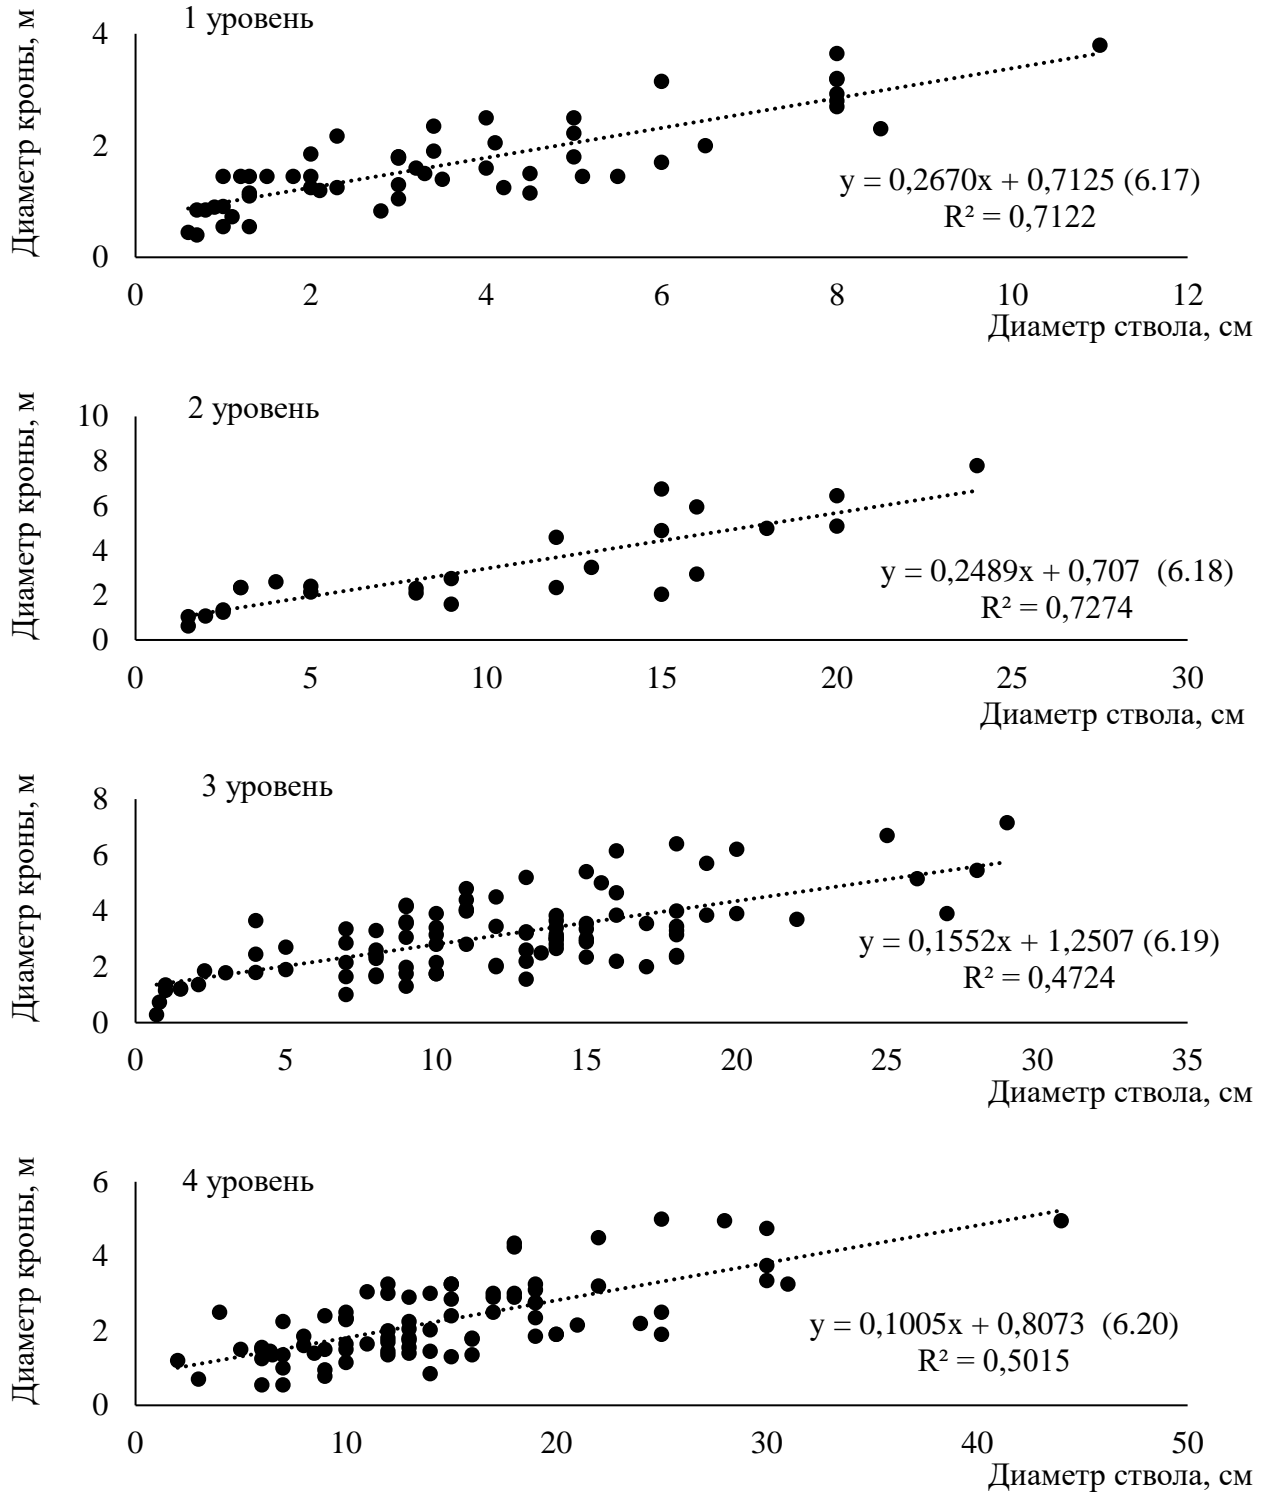 1 уровень
Диаметр кроны, м
4
2
0
y = 0,2670x + 0,7125 (6.17)
R² = 0,7122
0 2 4 6 8 10 12
Диаметр ствола, см
2 уровень
Диаметр кроны, м
10
8
6
4
2
0
y = 0,2489x + 0,707 (6.18)
R² = 0,7274
0 5 10 15 20 25 30
Диаметр ствола, см
3 уровень
Диаметр кроны, м
8
6
4
2
0
y = 0,1552x + 1,2507 (6.19)
R² = 0,4724
0 5 10 15 20 25 30 35
Диаметр ствола, см
4 уровень
Диаметр кроны, м
6
4
2
0
y = 0,1005x + 0,8073 (6.20)
R² = 0,5015
0 10 20 30 40 50
Диаметр ствола, см